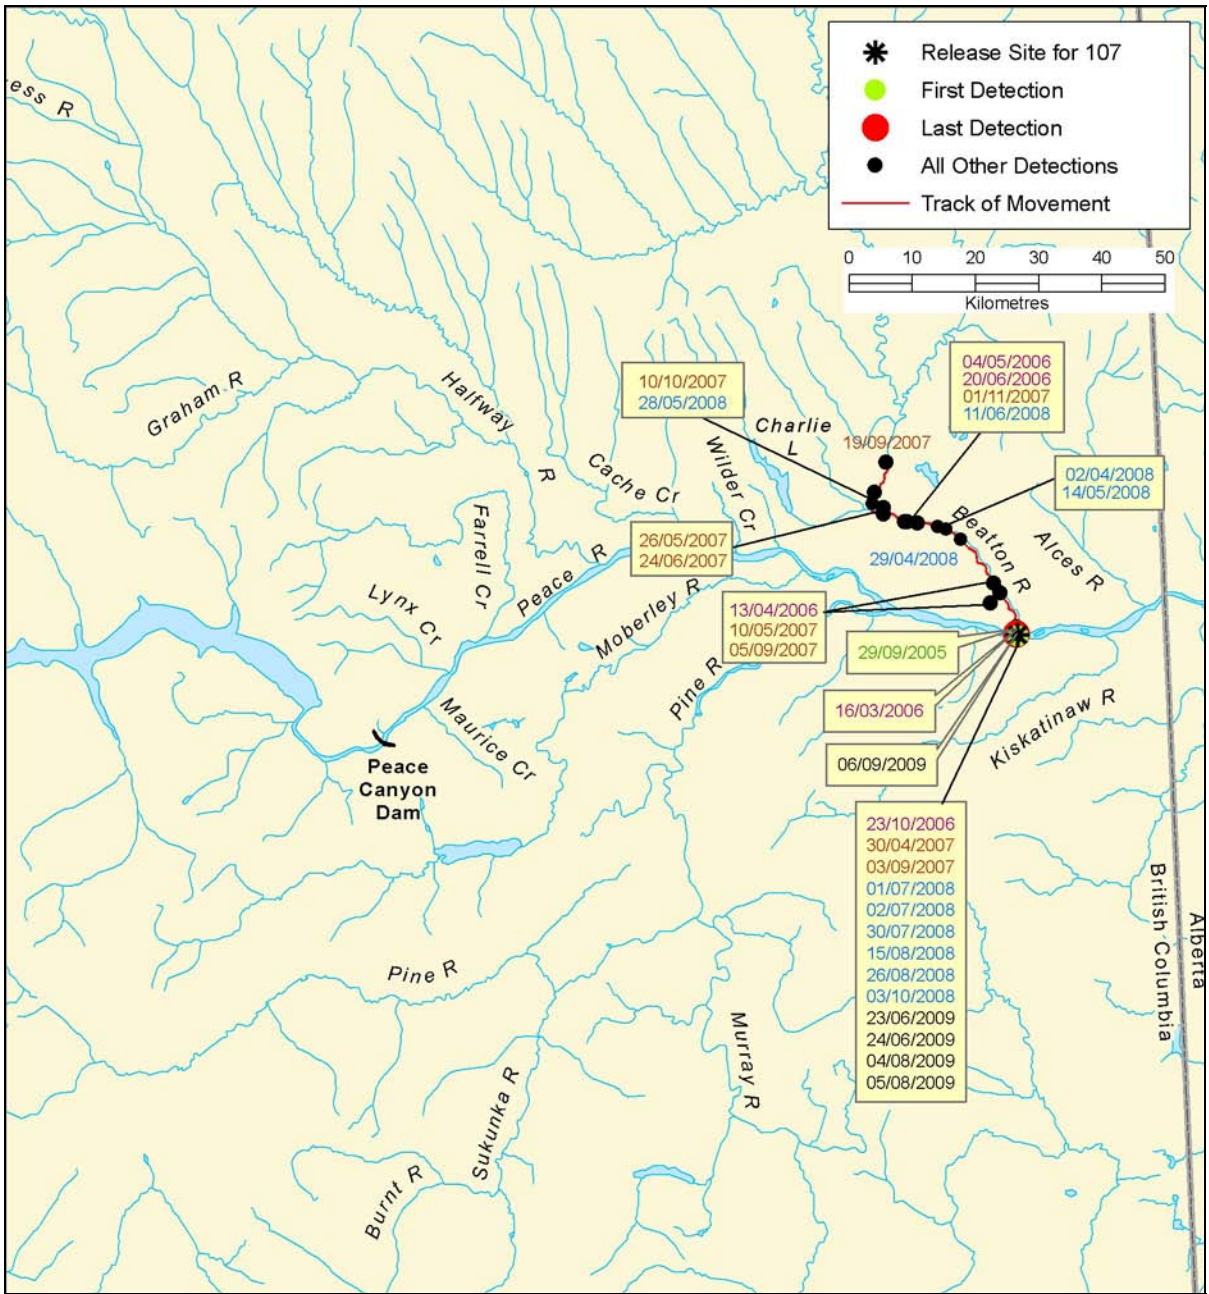 ess R
Release Site for 107
First Detection
Last Detection
All Other Detections
Track of Movement
0 10 20 30 40 50
Kilometres
04/05/2006
20/06/2006
01/11/2007
11/06/2008
10/10/2007
28/05/2008
Graham R
Halfway
R
Charlie
L
19/09/2007
Wilder Cr
Cache Cr
02/04/2008
14/05/2008
Beatton R
Alces R
Farrell Cr
26/05/2007
24/06/2007
29/04/2008
Peace R
Lynx Cr
Moberley R
13/04/2006
10/05/2007
05/09/2007
29/09/2005
Pine R
16/03/2006
Kiskatinaw R
Maurice Cr
06/09/2009
Peace
Canyon
Dam
23/10/2006
30/04/2007
03/09/2007
01/07/2008
02/07/2008
30/07/2008
15/08/2008
26/08/2008
03/10/2008
23/06/2009
24/06/2009
04/08/2009
05/08/2009
British Columbia
Alberta
Pine R
Murray R
Sukunka R
Burnt R